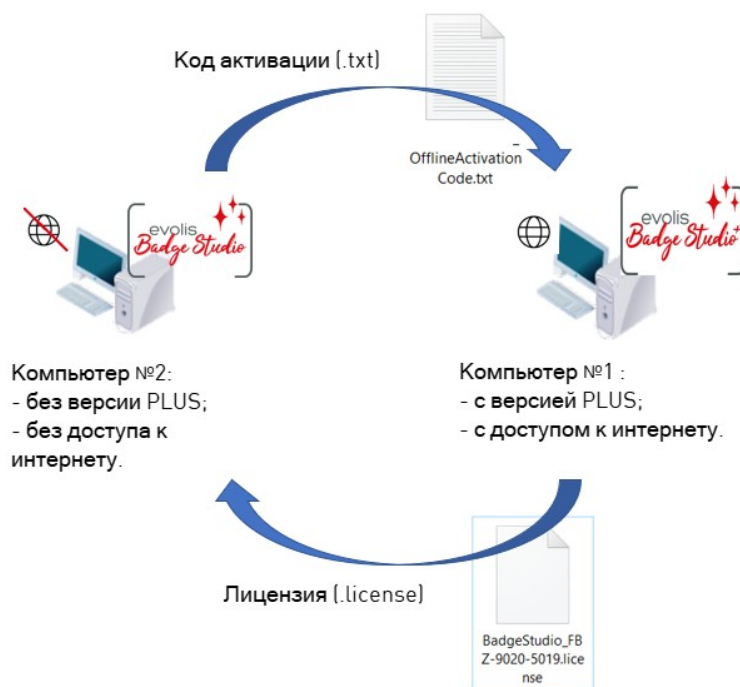 Код активации (.txt)
_
OfflineActivation
Code.txt
evolis
Badge Studio
evolis
Badge Studio+
Компьютер №2:
- без версии PLUS;
- без доступа к
интернету.
Компьютер №1 :
- с версией PLUS;
- с доступом к интернету.
Лицензия (.license)
BadgeStudio_FB
Z-9020-5019.lice
nse